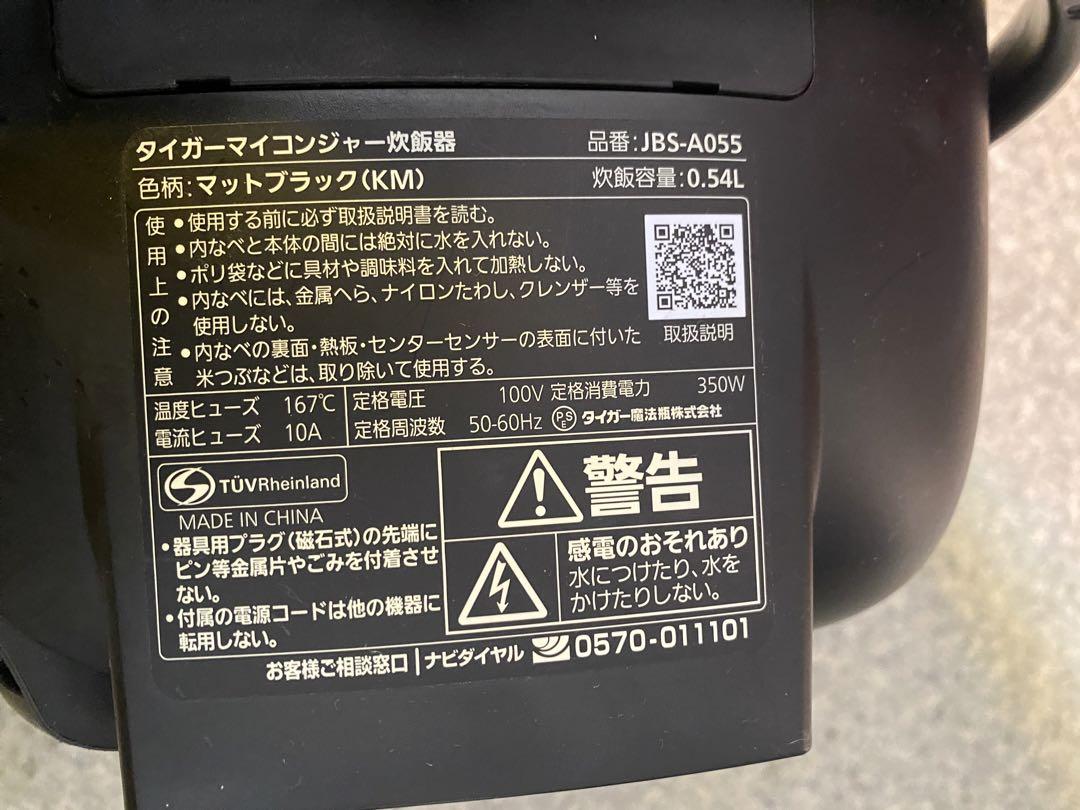 タイガーマイコンジャー炊飯器 品番:JBS-A055
色柄:マットブラック(KM) 炊飯容量:0.54L
使用上の注意
•使用する前に必ず取扱説明書を読む。
•内なべと本体の間には絶対に水を入れない。
•ポリ袋などに具材や調味料を入れて加熱しない。
•内なべには、金属へら、ナイロンたわし、クレンザー等を
使用しない。
•内なべの裏面・熱板・センターセンサーの表面に付いた
米つぶなどは、取り除いて使用する。
取扱説明
温度ヒューズ 167℃ 定格電圧 100V 定格消費電力 350W
電流ヒューズ 10A 定格周波数 50-60Hz PSE タイガー魔法瓶株式会社
TÜVRheinland
MADE IN CHINA
•器具用プラグ(磁石式)の先端に
ピン等金属片やごみを付着させ
ない。
•付属の電源コードは他の機器に
転用しない。
警告
感電のおそれあり
水につけたり、水を
かけたりしない。
お客様ご相談窓口|ナビダイヤル 0570-011101